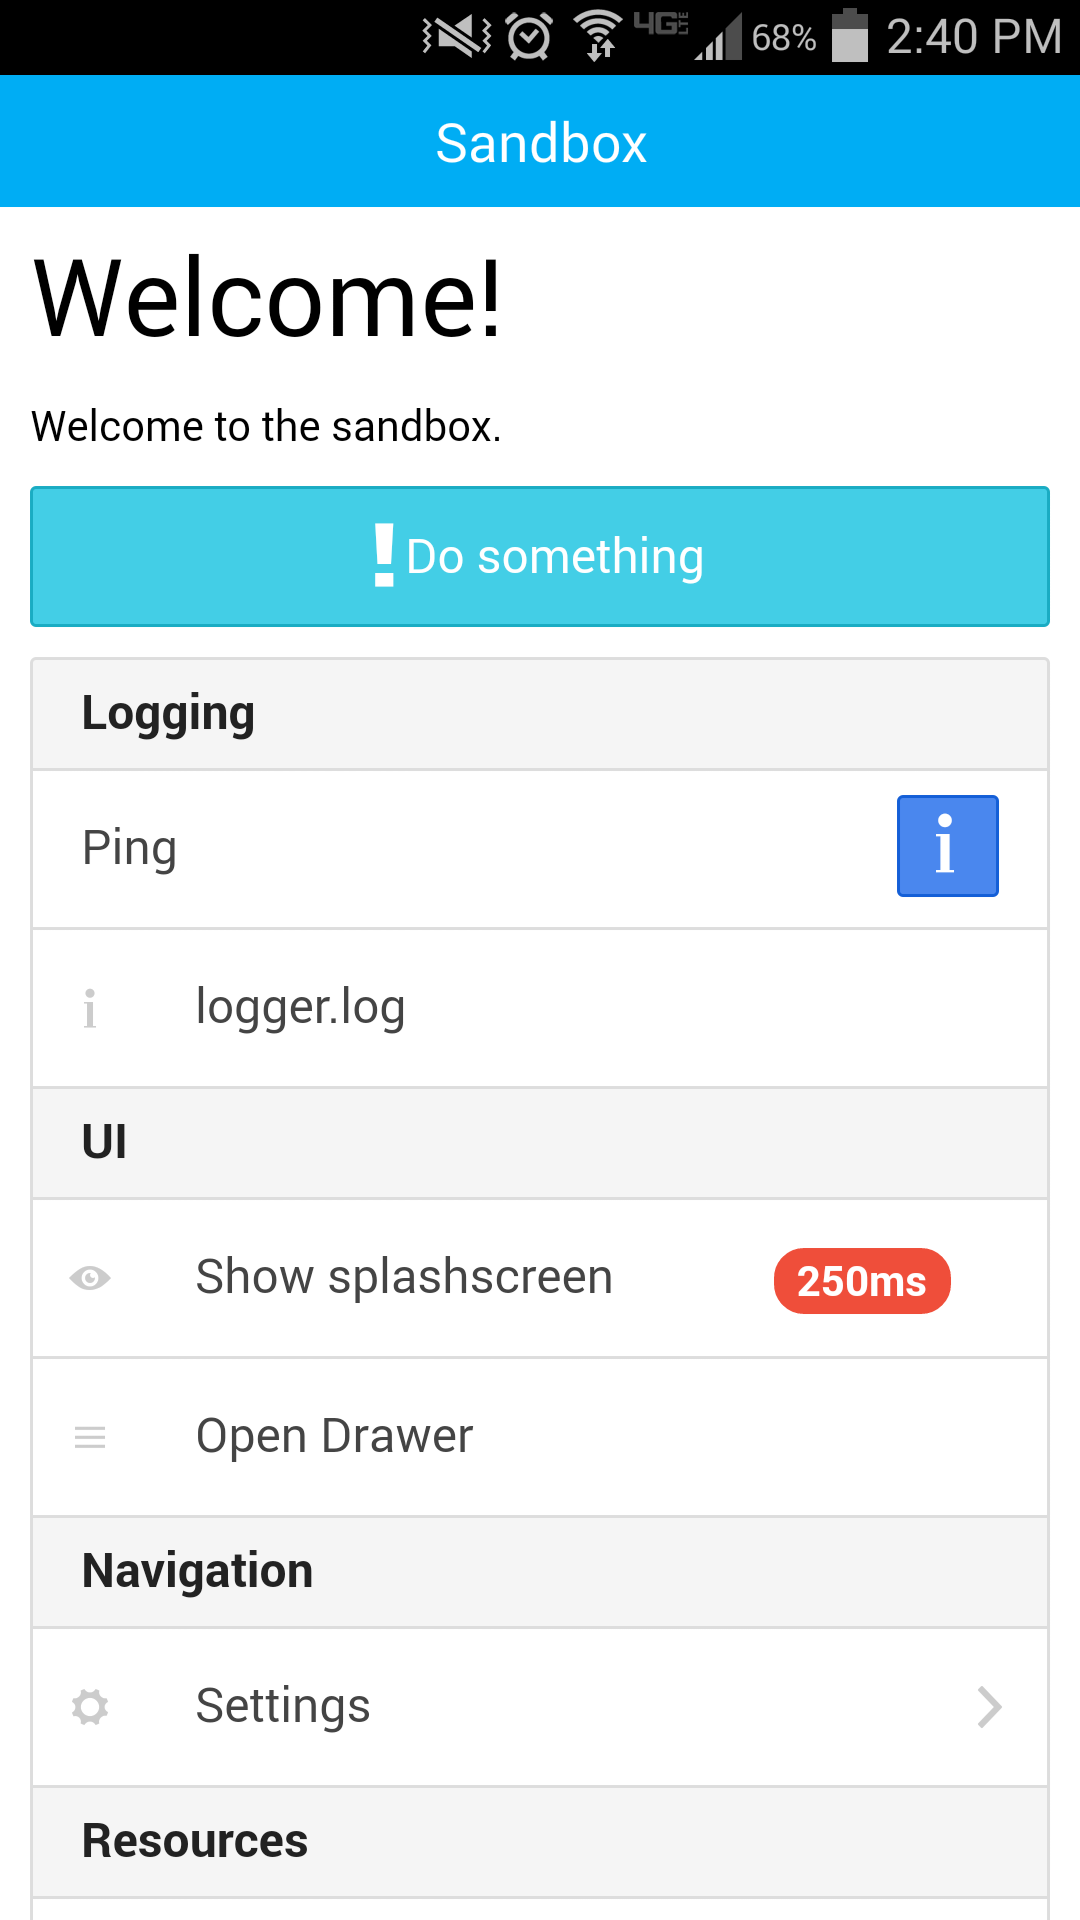 4G LTE 68% 2:40 PM
Sandbox
Welcome!
Welcome to the sandbox.
! Do something
Logging
Ping i
i logger.log
UI
Show splashscreen 250ms
Open Drawer
Navigation
Settings
Resources